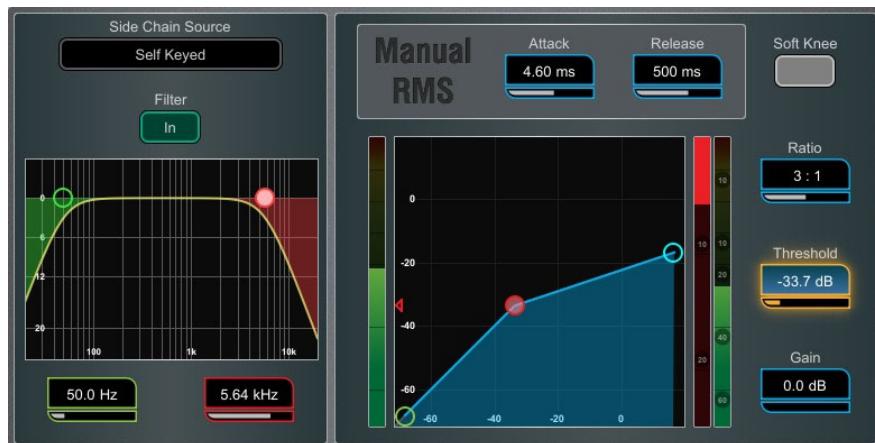 Side Chain Source
Self Keyed
Filter
In
0
6
12
20
100
1k
10k
50.0 Hz
5.64 kHz
Manual
RMS
Attack
4.60 ms
Release
500 ms
Soft Knee
0
-20
-40
-60
-60
-40
-20
0
10
20
10
10
20
40
60
Ratio
3 : 1
Threshold
-33.7 dB
Gain
0.0 dB